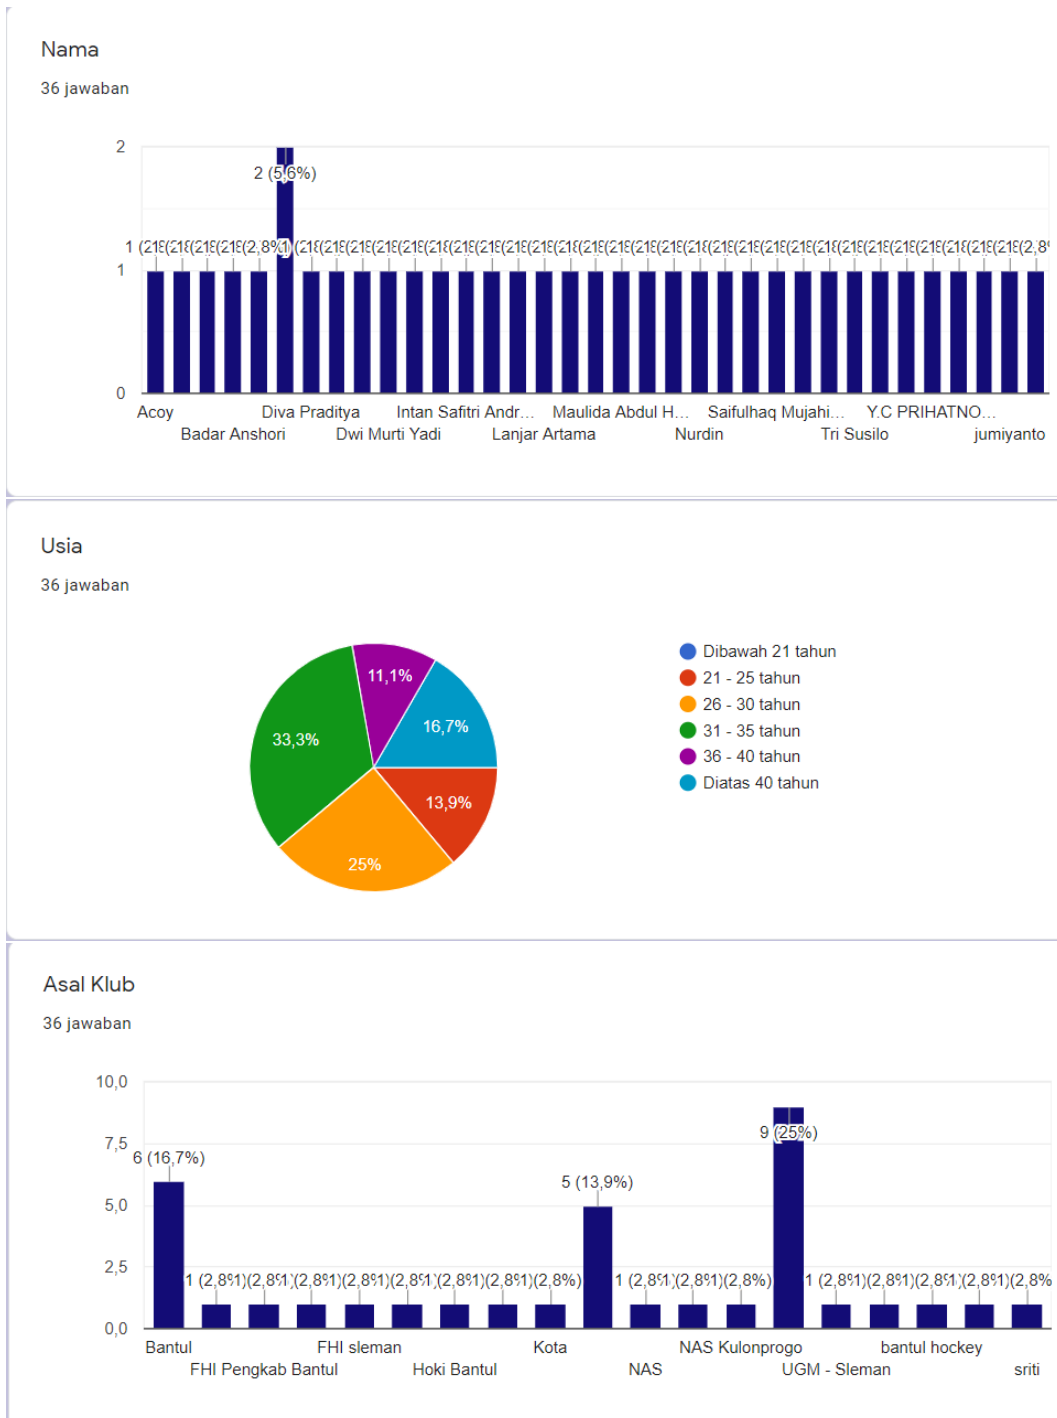 Nama
36 jawaban
2
2 (5,6%)
1
0
Acoy
Diva Praditya
Intan Safitri Andr...
Maulida Abdul H...
Saifulhaq Mujahi...
Y.C PRIHATNO...
Badar Anshori
Dwi Murti Yadi
Lanjar Artama
Nurdin
Tri Susilo
jumiyanto
Usia
36 jawaban
11,1%
16,7%
33,3%
13,9%
25%
Dibawah 21 tahun
21 - 25 tahun
26 - 30 tahun
31 - 35 tahun
36 - 40 tahun
Diatas 40 tahun
Asal Klub
36 jawaban
10,0
7,5
5,0
2,5
0,0
6 (16,7%)
5 (13,9%)
9 (25%)
Bantul
FHI sleman
Kota
NAS Kulonprogo
bantul hockey
FHI Pengkab Bantul
Hoki Bantul
NAS
UGM - Sleman
sriti